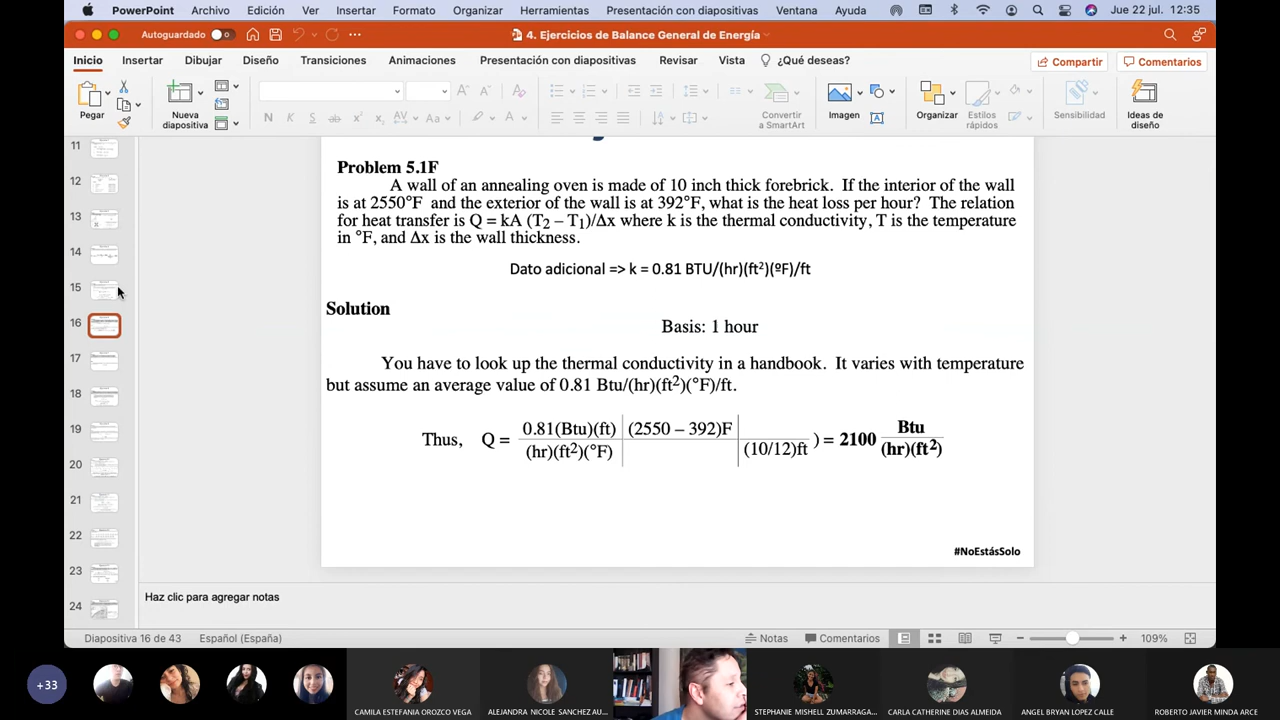 PowerPoint Archivo Edición Ver Insertar Formato Organizar Herramientas Presentación con diapositivas Ventana Ayuda Jue 22 jul. 12:35
Autoguardado 4. Ejercicios de Balance General de Energía
Inicio Insertar Dibujar Diseño Transiciones Animaciones Presentación con diapositivas Revisar Vista ¿Qué deseas? Compartir Comentarios
Pegar Nueva diapositiva N K S Convertir a SmartArt Imagen Organizar Estilos rápidos Sensibilidad Ideas de diseño
11
12
13
14
15
16
17
18
19
20
21
22
23
24
Problem 5.1F
A wall of an annealing oven is made of 10 inch thick forebrick. If the interior of the wall
is at 2550°F and the exterior of the wall is at 392°F, what is the heat loss per hour? The relation
for heat transfer is Q = kA (T2 – T1)/Δx where k is the thermal conductivity, T is the temperature
in °F, and Δx is the wall thickness.
Dato adicional => k = 0.81 BTU/(hr)(ft²)(ºF)/ft
Solution
Basis: 1 hour
You have to look up the thermal conductivity in a handbook. It varies with temperature
but assume an average value of 0.81 Btu/(hr)(ft²)(°F)/ft.
Thus, Q = 0.81(Btu)(ft) (2550 – 392)F
(hr)(ft²)(°F) (10/12)ft ) = 2100 Btu
(hr)(ft²)
#NoEstásSolo
Haz clic para agregar notas
Diapositiva 16 de 43 Español (España) Notas Comentarios 109%
+33
CAMILA ESTEFANIA OROZCO VEGA
ALEJANDRA NICOLE SANCHEZ AU...
STEPHANIE MISHELL ZUMARRAGA...
CARLA CATHERINE DIAS ALMEIDA
ANGEL BRYAN LOPEZ CALLE
ROBERTO JAVIER MINDA ARCE